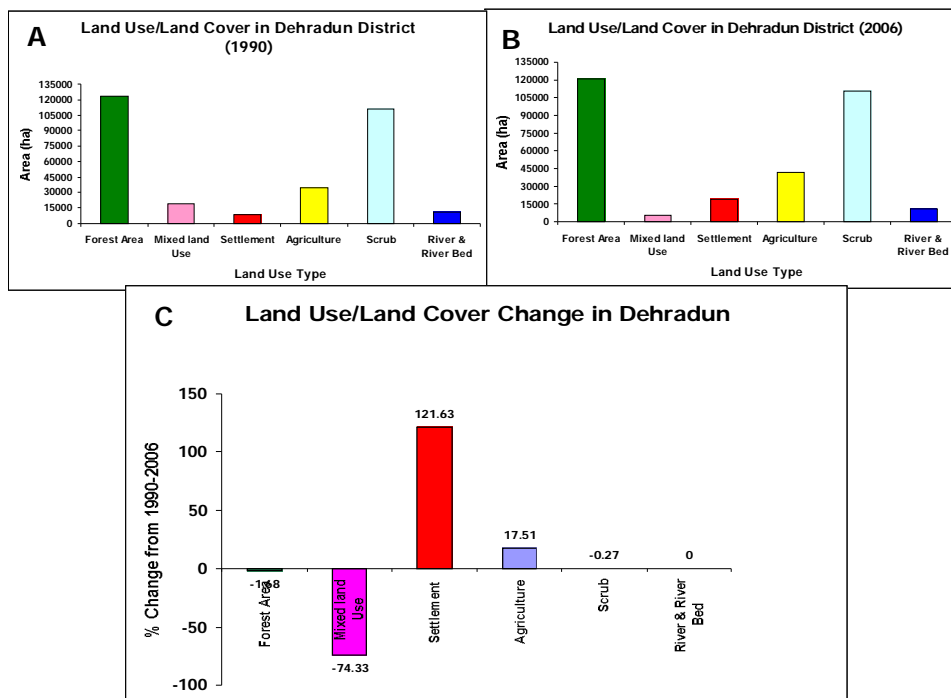 A
Land Use/Land Cover in Dehradun District
(1990)
Area (ha)
135000
120000
105000
90000
75000
60000
45000
30000
15000
0
Forest Area
Mixed land
Use
Settlement
Agriculture
Scrub
River &
River Bed
Land Use Type
B
Land Use/Land Cover in Dehradun District (2006)
Area (ha)
135000
120000
105000
90000
75000
60000
45000
30000
15000
0
Forest Area
Mixed land
Use
Settlement
Agriculture
Scrub
River &
River Bed
Land Use Type
C
Land Use/Land Cover Change in Dehradun
% Change from 1990-2006
150
100
50
0
-50
-100
-1.68
-74.33
121.63
17.51
-0.27
0
Forest Area
Mixed land
Use
Settlement
Agriculture
Scrub
River & River
Bed